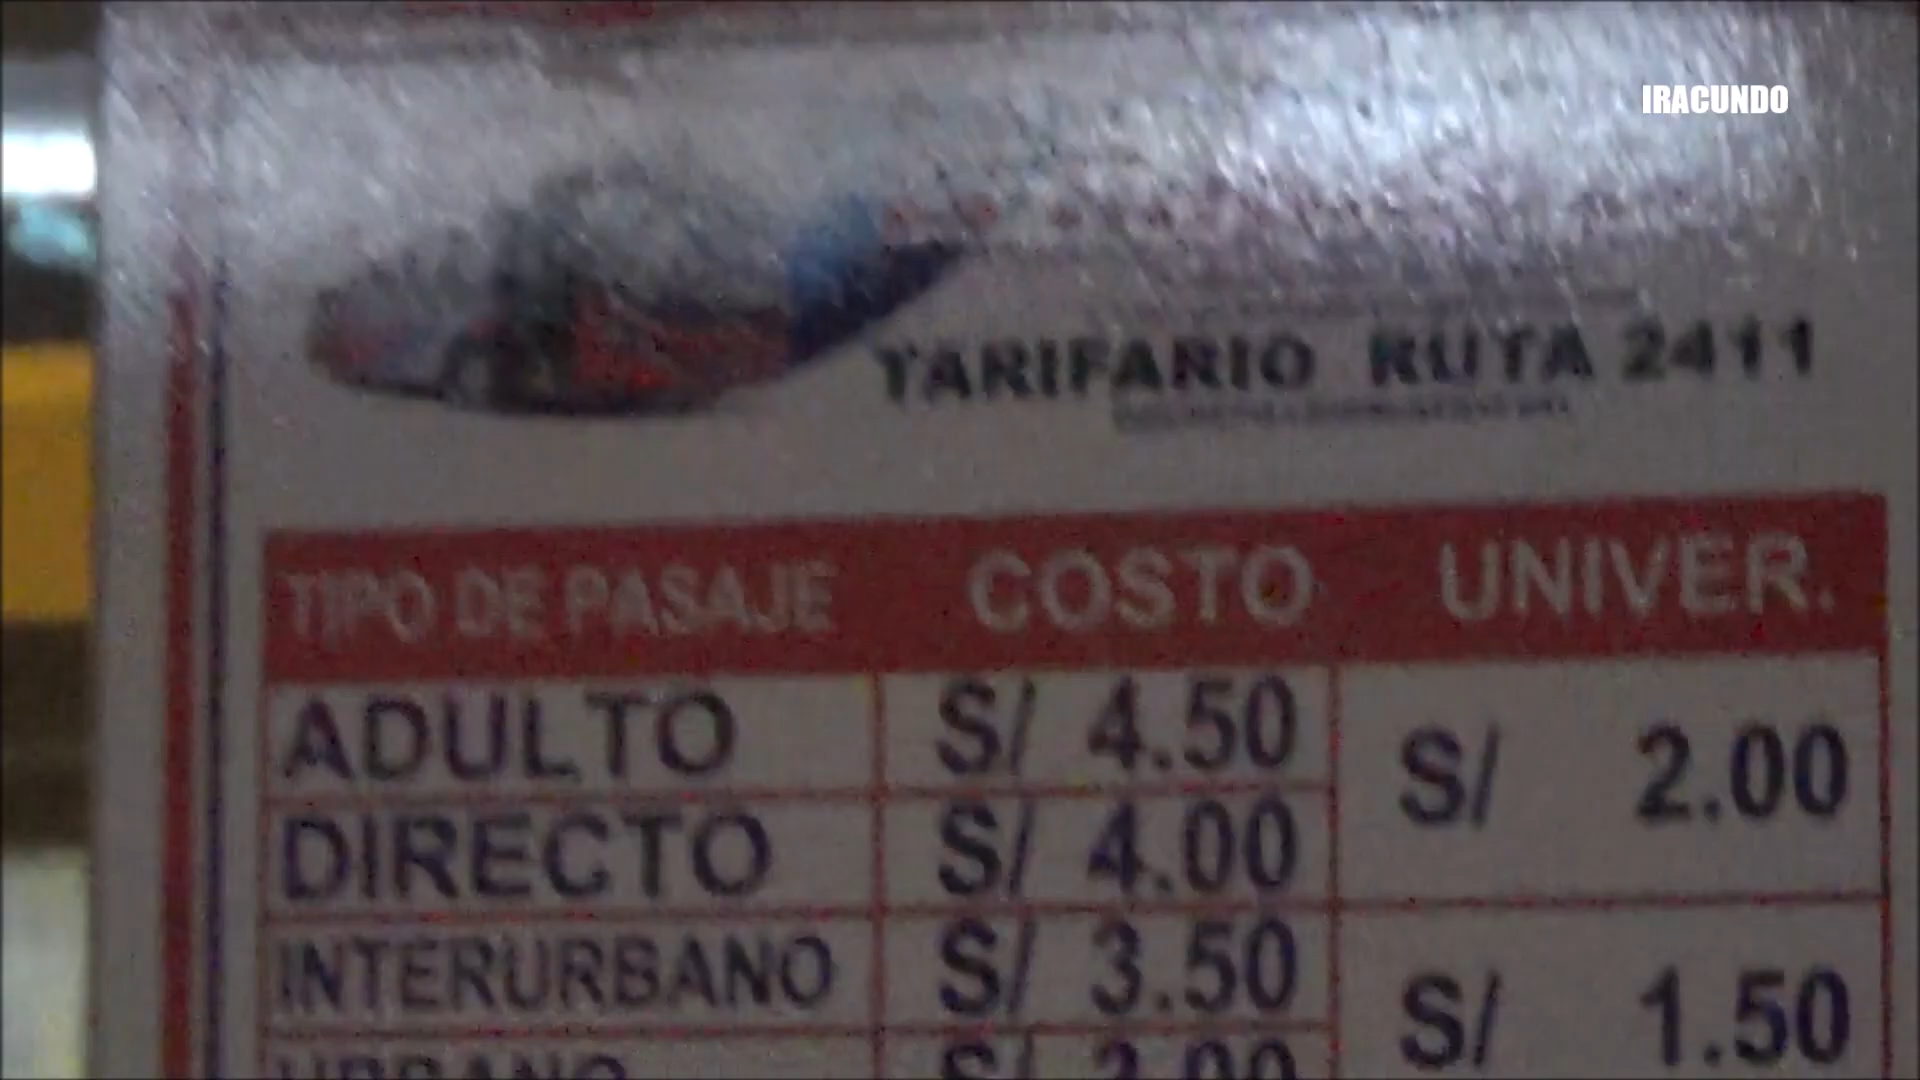 IRACUNDO
TARIFARIO RUTA 2411
TIPO DE PASAJE COSTO UNIVER.
ADULTO S/ 4.50 S/ 2.00
DIRECTO S/ 4.00
INTERURBANO S/ 3.50 S/ 1.50
URBANO S/